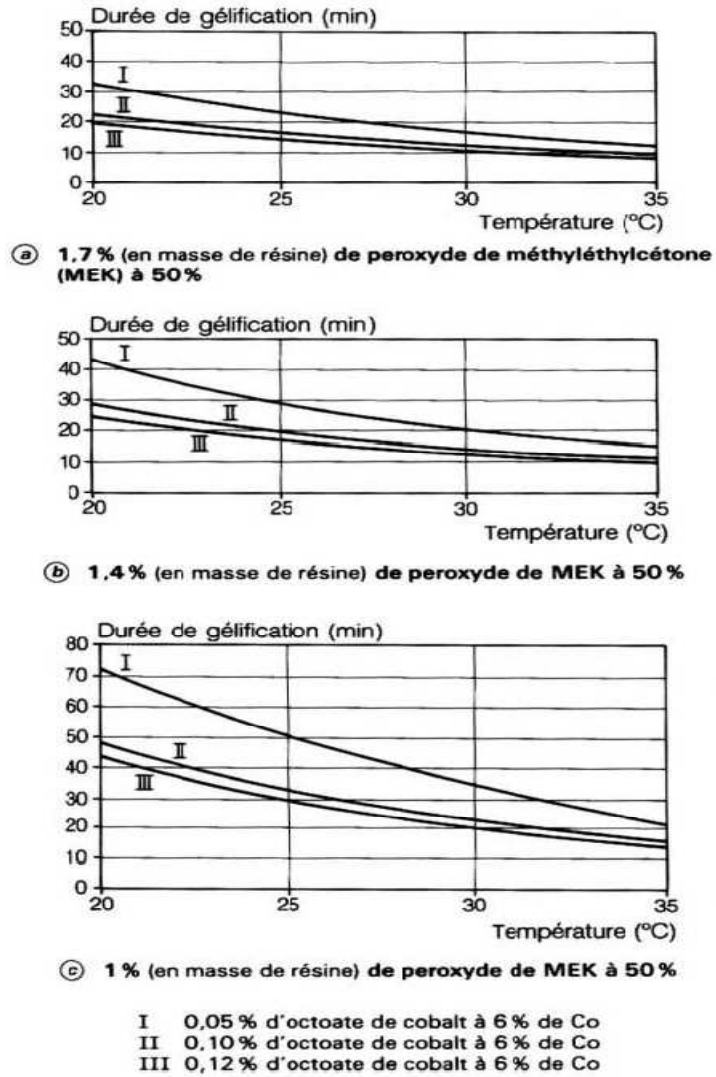 Durée de gélification (min)
50
40
30
20
10
0
I
II
III
20 25 30 35
Température (°C)
ⓐ 1,7 % (en masse de résine) de peroxyde de méthyléthylcétone
(MEK) à 50 %
Durée de gélification (min)
50
40
30
20
10
0
I
II
III
20 25 30 35
Température (°C)
ⓑ 1,4 % (en masse de résine) de peroxyde de MEK à 50 %
Durée de gélification (min)
80
70
60
50
40
30
20
10
0
I
II
III
20 25 30 35
Température (°C)
ⓒ 1 % (en masse de résine) de peroxyde de MEK à 50 %
I 0,05 % d'octoate de cobalt à 6 % de Co
II 0,10 % d'octoate de cobalt à 6 % de Co
III 0,12 % d'octoate de cobalt à 6 % de Co